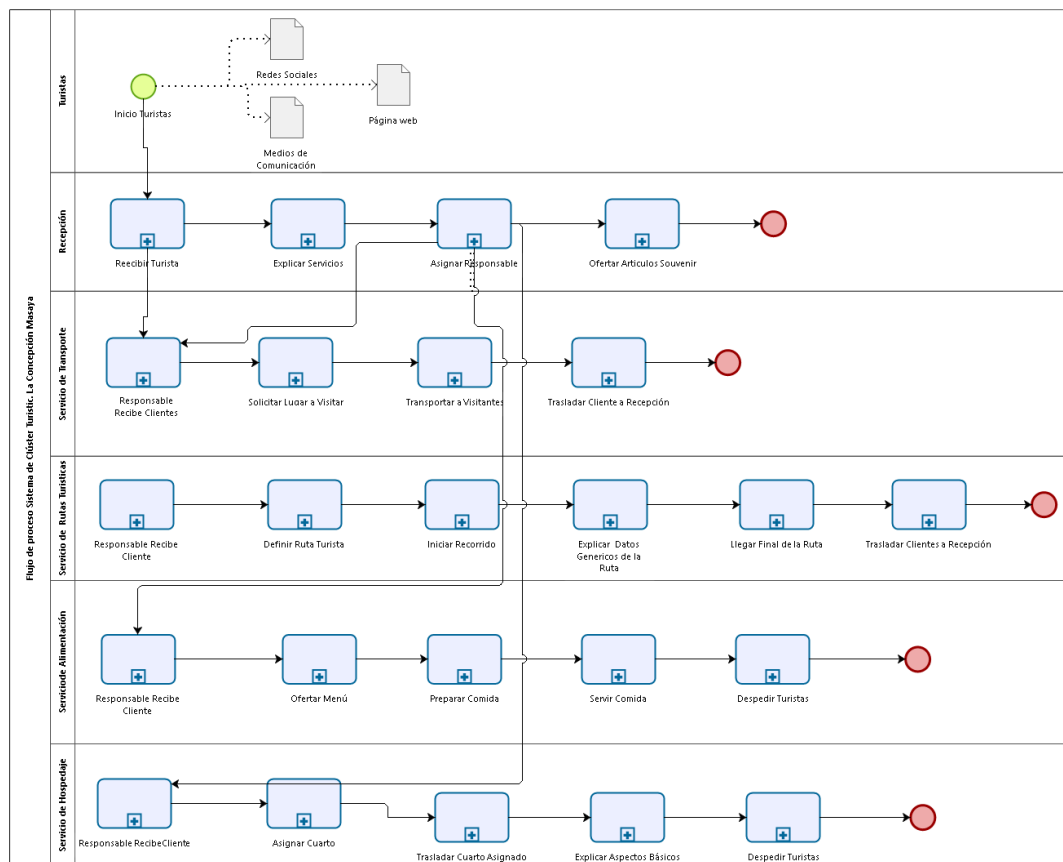 Flujo de proceso Sistema de Clúster Turistic. La Concepción Masaya
Turistas
Inicio Turistas
Redes Sociales
Página web
Medios de
Comunicación
Recepción
Reecibir Turista
Explicar Servicios
Asignar Responsable
Ofertar Articulos Souvenir
Servicio de Transporte
Responsable
Recibe Clientes
Solicitar Lugar a Visitar
Transportar a Visitantes
Trasladar Cliente a Recepción
Servicio de Rutas Turisticas
Responsable Recibe
Cliente
Definir Ruta Turista
Iniciar Recorrido
Explicar Datos
Genericos de la
Ruta
Llegar Final de la Ruta
Trasladar Clientes a Recepción
Serviciode Alimentación
Responsable Recibe
Cliente
Ofertar Menú
Preparar Comida
Servir Comida
Despedir Turistas
Servicio de Hospedaje
Responsable RecibeCliente
Asignar Cuarto
Trasladar Cuarto Asignado
Explicar Aspectos Básicos
Despedir Turistas